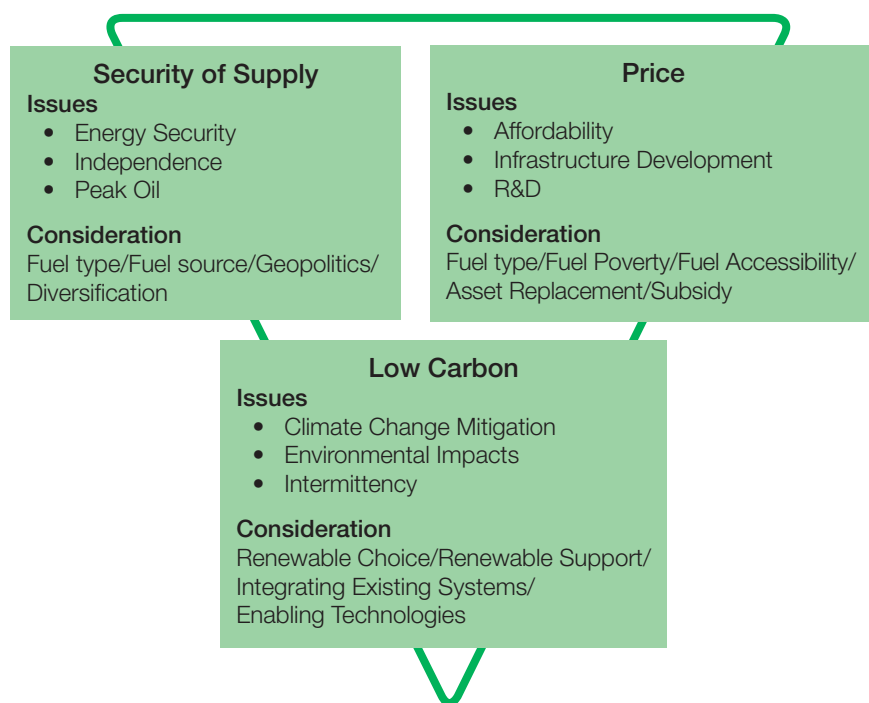 Security of Supply
Issues
• Energy Security
• Independence
• Peak Oil
Consideration
Fuel type/Fuel source/Geopolitics/
Diversification
Price
Issues
• Affordability
• Infrastructure Development
• R&D
Consideration
Fuel type/Fuel Poverty/Fuel Accessibility/
Asset Replacement/Subsidy
Low Carbon
Issues
• Climate Change Mitigation
• Environmental Impacts
• Intermittency
Consideration
Renewable Choice/Renewable Support/
Integrating Existing Systems/
Enabling Technologies